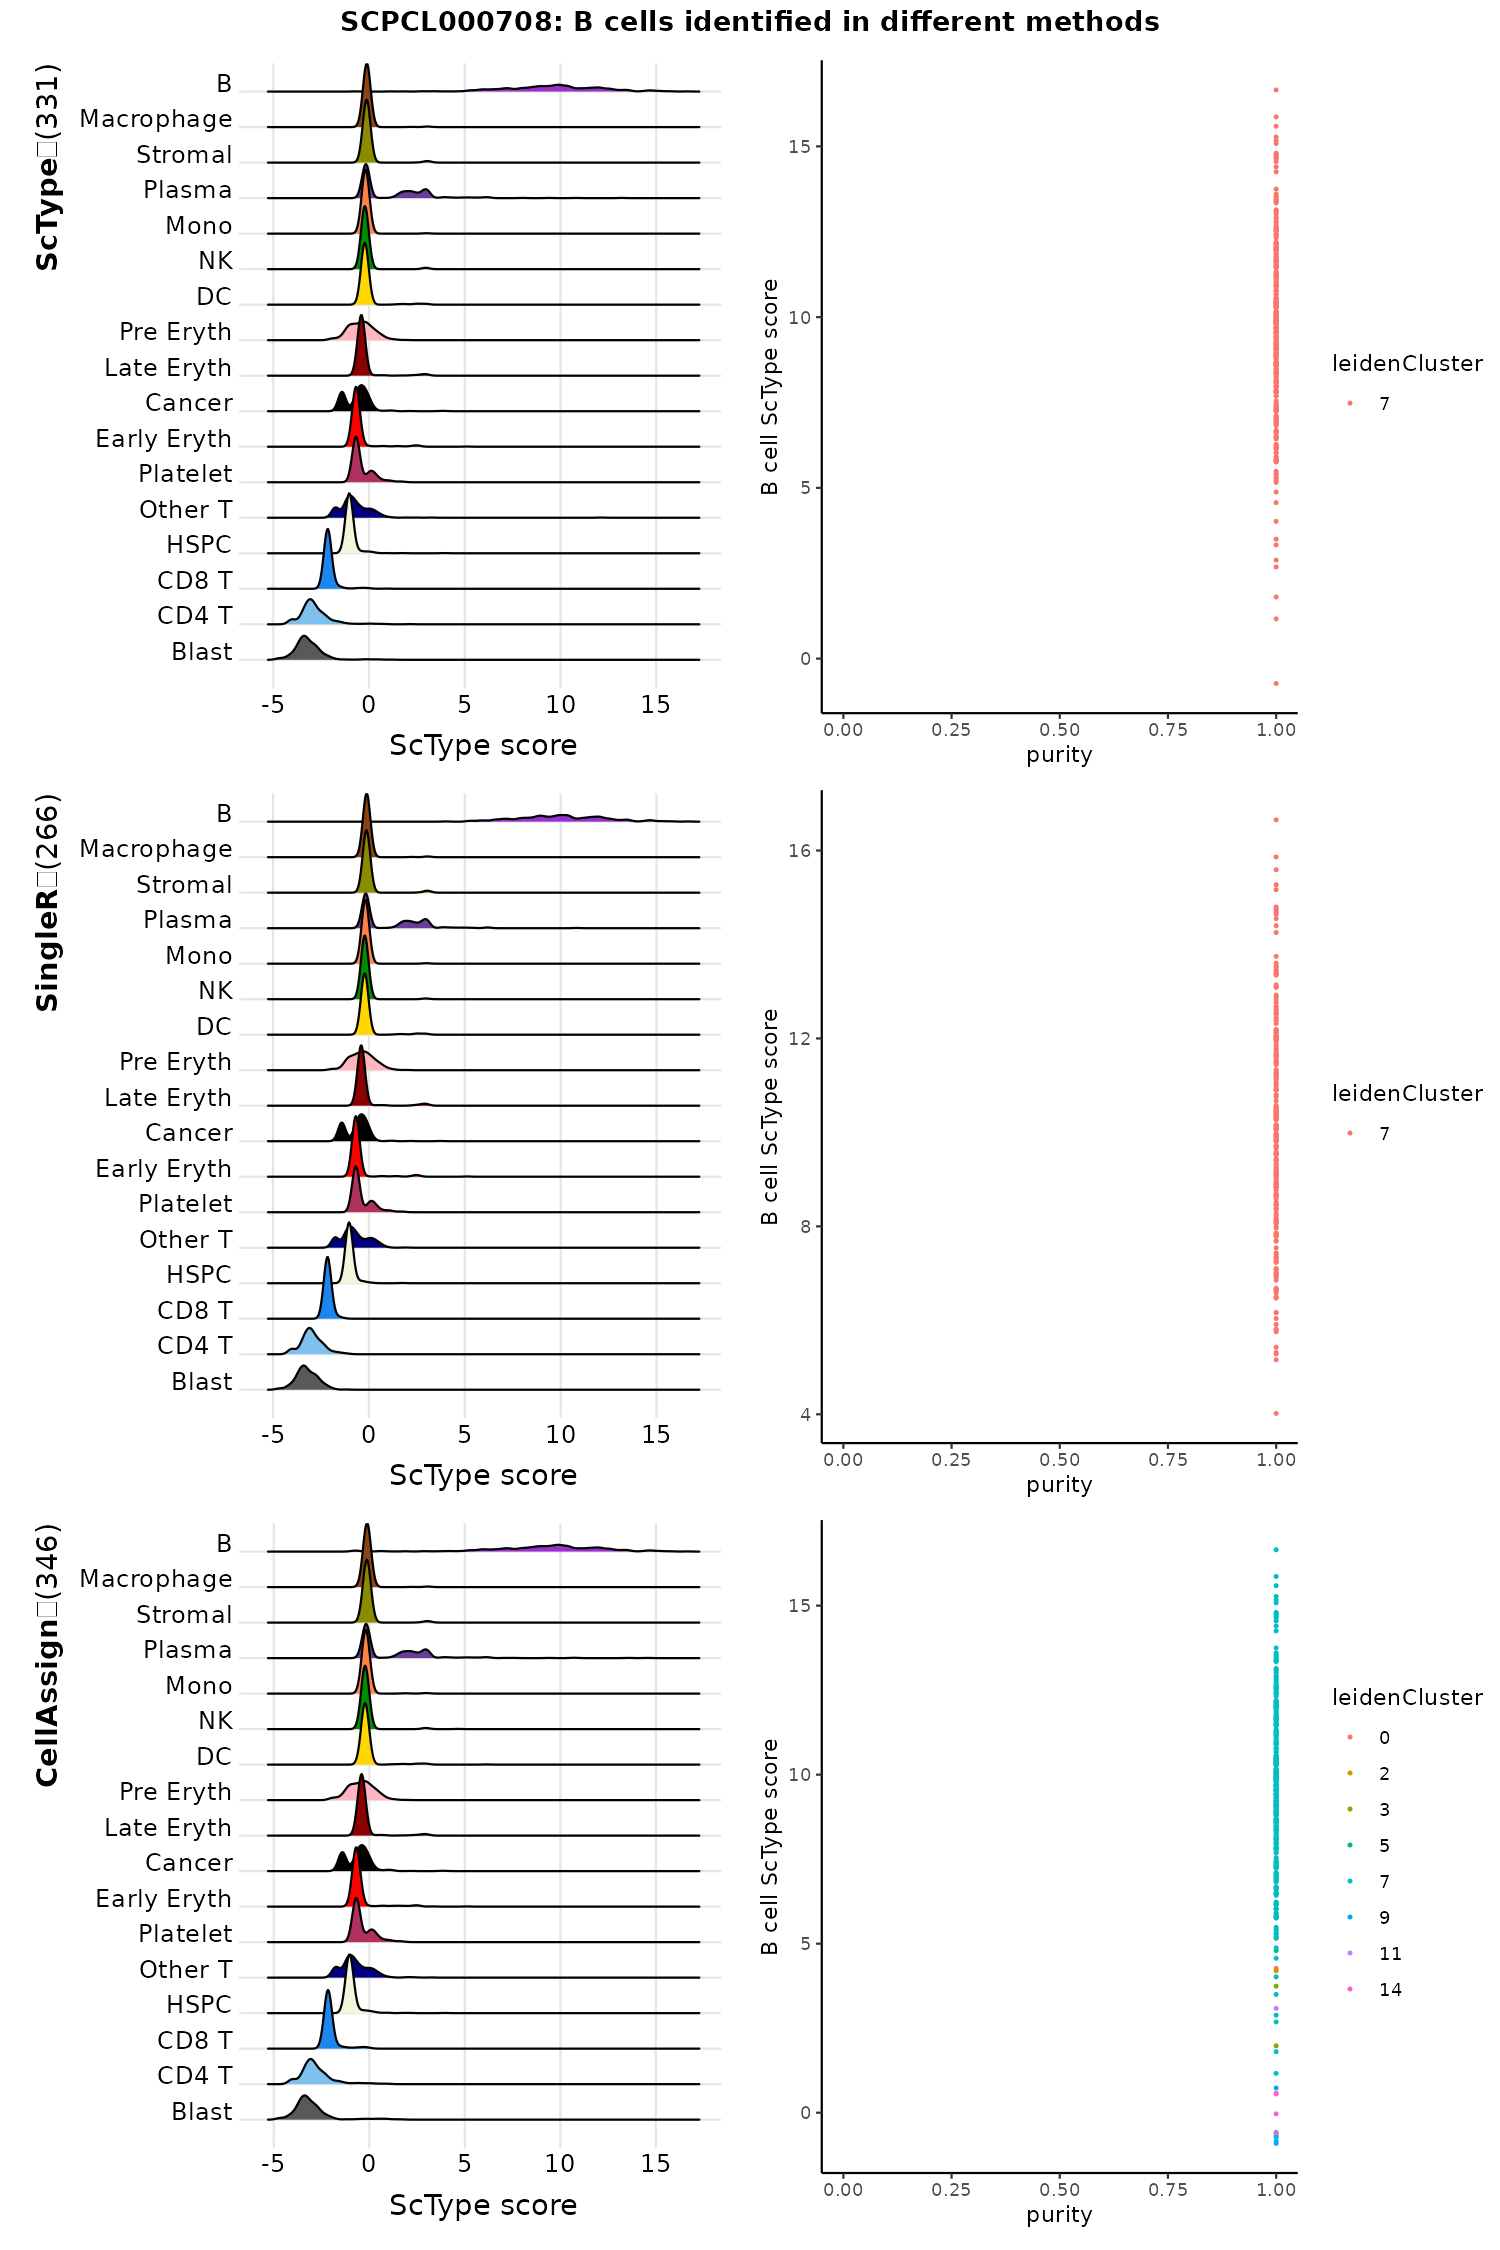 SCPCL000708: B cells identified in different methods
ScType□(331)
B
Macrophage
Stromal
Plasma
Mono
NK
DC
Pre Eryth
Late Eryth
Cancer
Early Eryth
Platelet
Other T
HSPC
CD8 T
CD4 T
Blast
-5 0 5 10 15
ScType score
B cell ScType score
15
10
5
0
0.00 0.25 0.50 0.75 1.00
purity
leidenCluster
7
SingleR□(266)
B
Macrophage
Stromal
Plasma
Mono
NK
DC
Pre Eryth
Late Eryth
Cancer
Early Eryth
Platelet
Other T
HSPC
CD8 T
CD4 T
Blast
-5 0 5 10 15
ScType score
B cell ScType score
16
12
8
4
0.00 0.25 0.50 0.75 1.00
purity
leidenCluster
7
CellAssign□(346)
B
Macrophage
Stromal
Plasma
Mono
NK
DC
Pre Eryth
Late Eryth
Cancer
Early Eryth
Platelet
Other T
HSPC
CD8 T
CD4 T
Blast
-5 0 5 10 15
ScType score
B cell ScType score
15
10
5
0
0.00 0.25 0.50 0.75 1.00
purity
leidenCluster
0
2
3
5
7
9
11
14